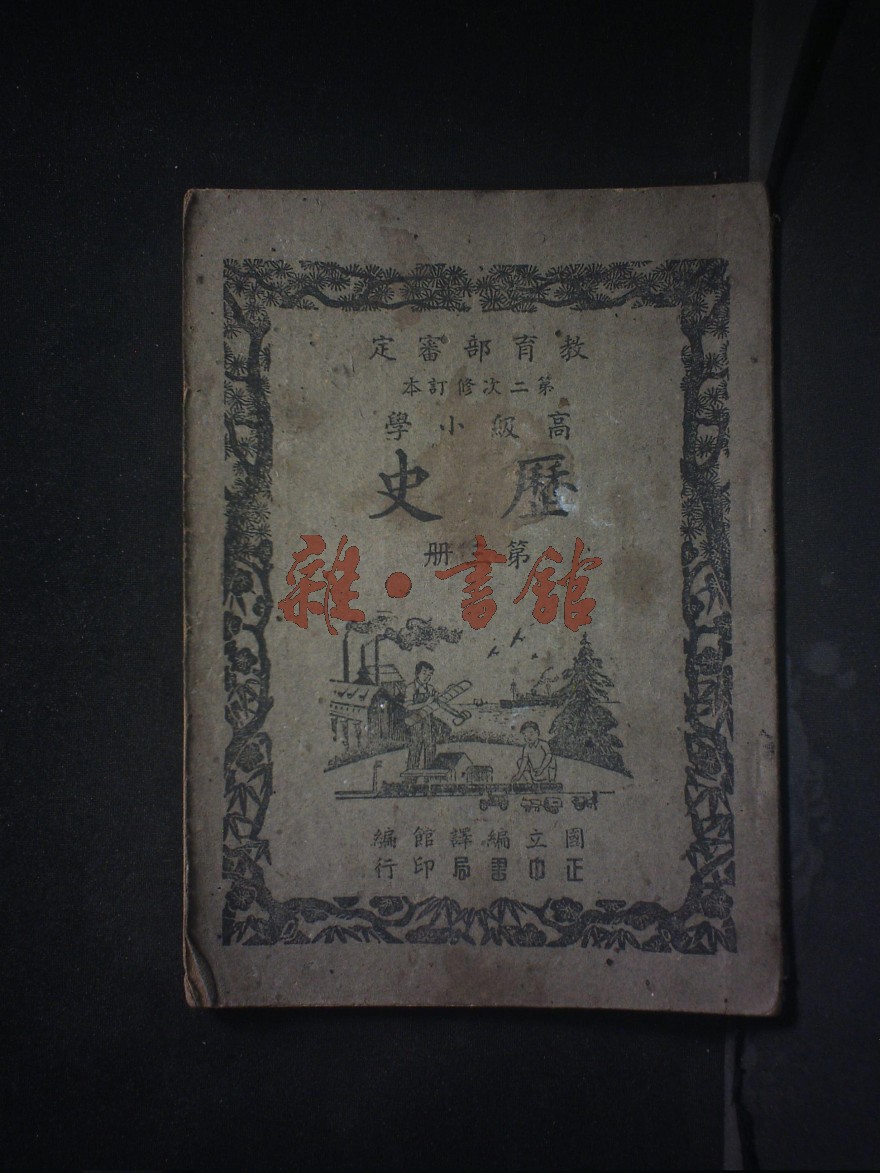 教育部審定
第二次修訂本
高級小學
歷史
第 册
雜·書館
國立編譯館編
正中書局印行